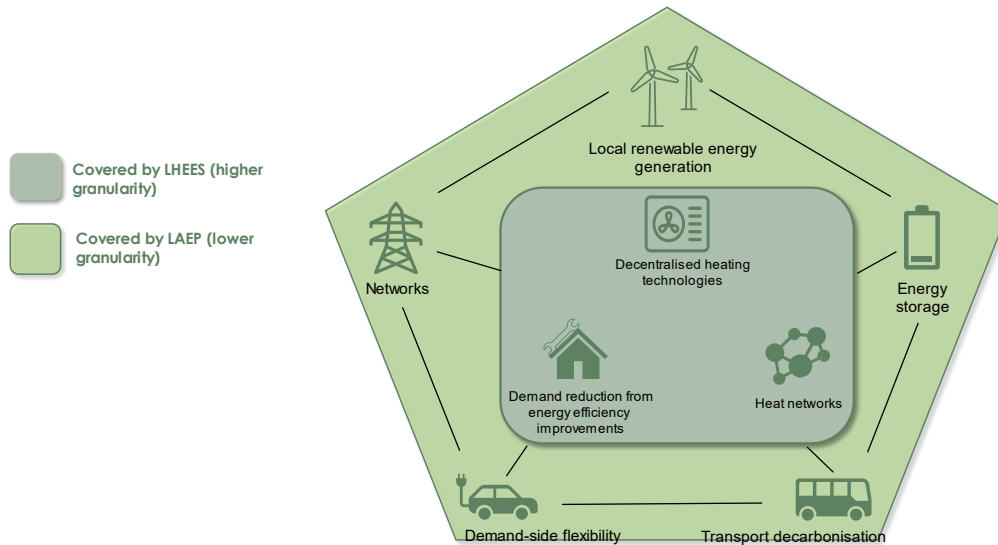 Covered by LHEES (higher
granularity)
Covered by LAEP (lower
granularity)
Local renewable energy
generation
Networks
Decentralised heating
technologies
Energy
storage
Demand reduction from
energy efficiency
improvements
Heat networks
Demand-side flexibility
Transport decarbonisation